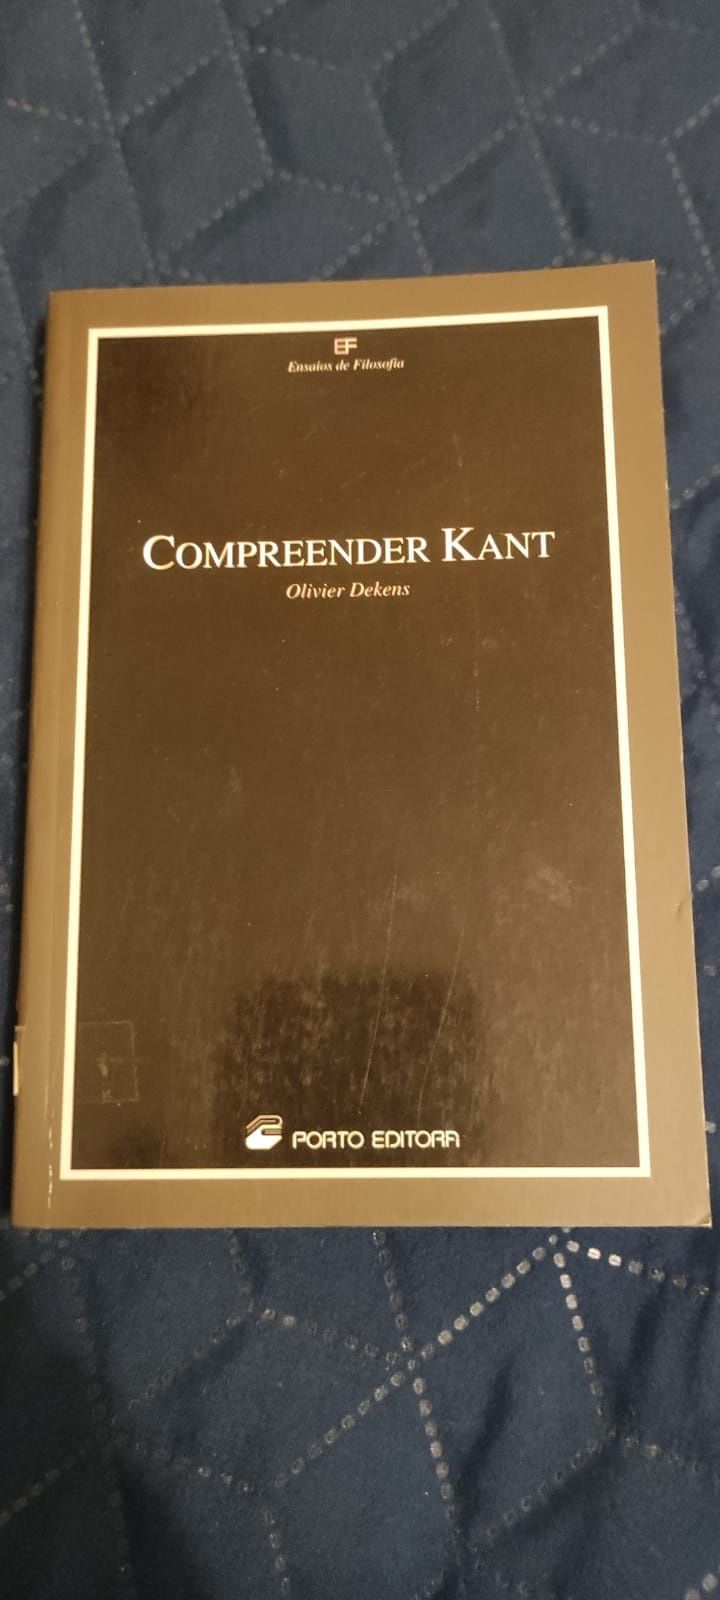 EF
Ensaios de Filosofia
COMPREENDER KANT
Olivier Dekens
PORTO EDITORA